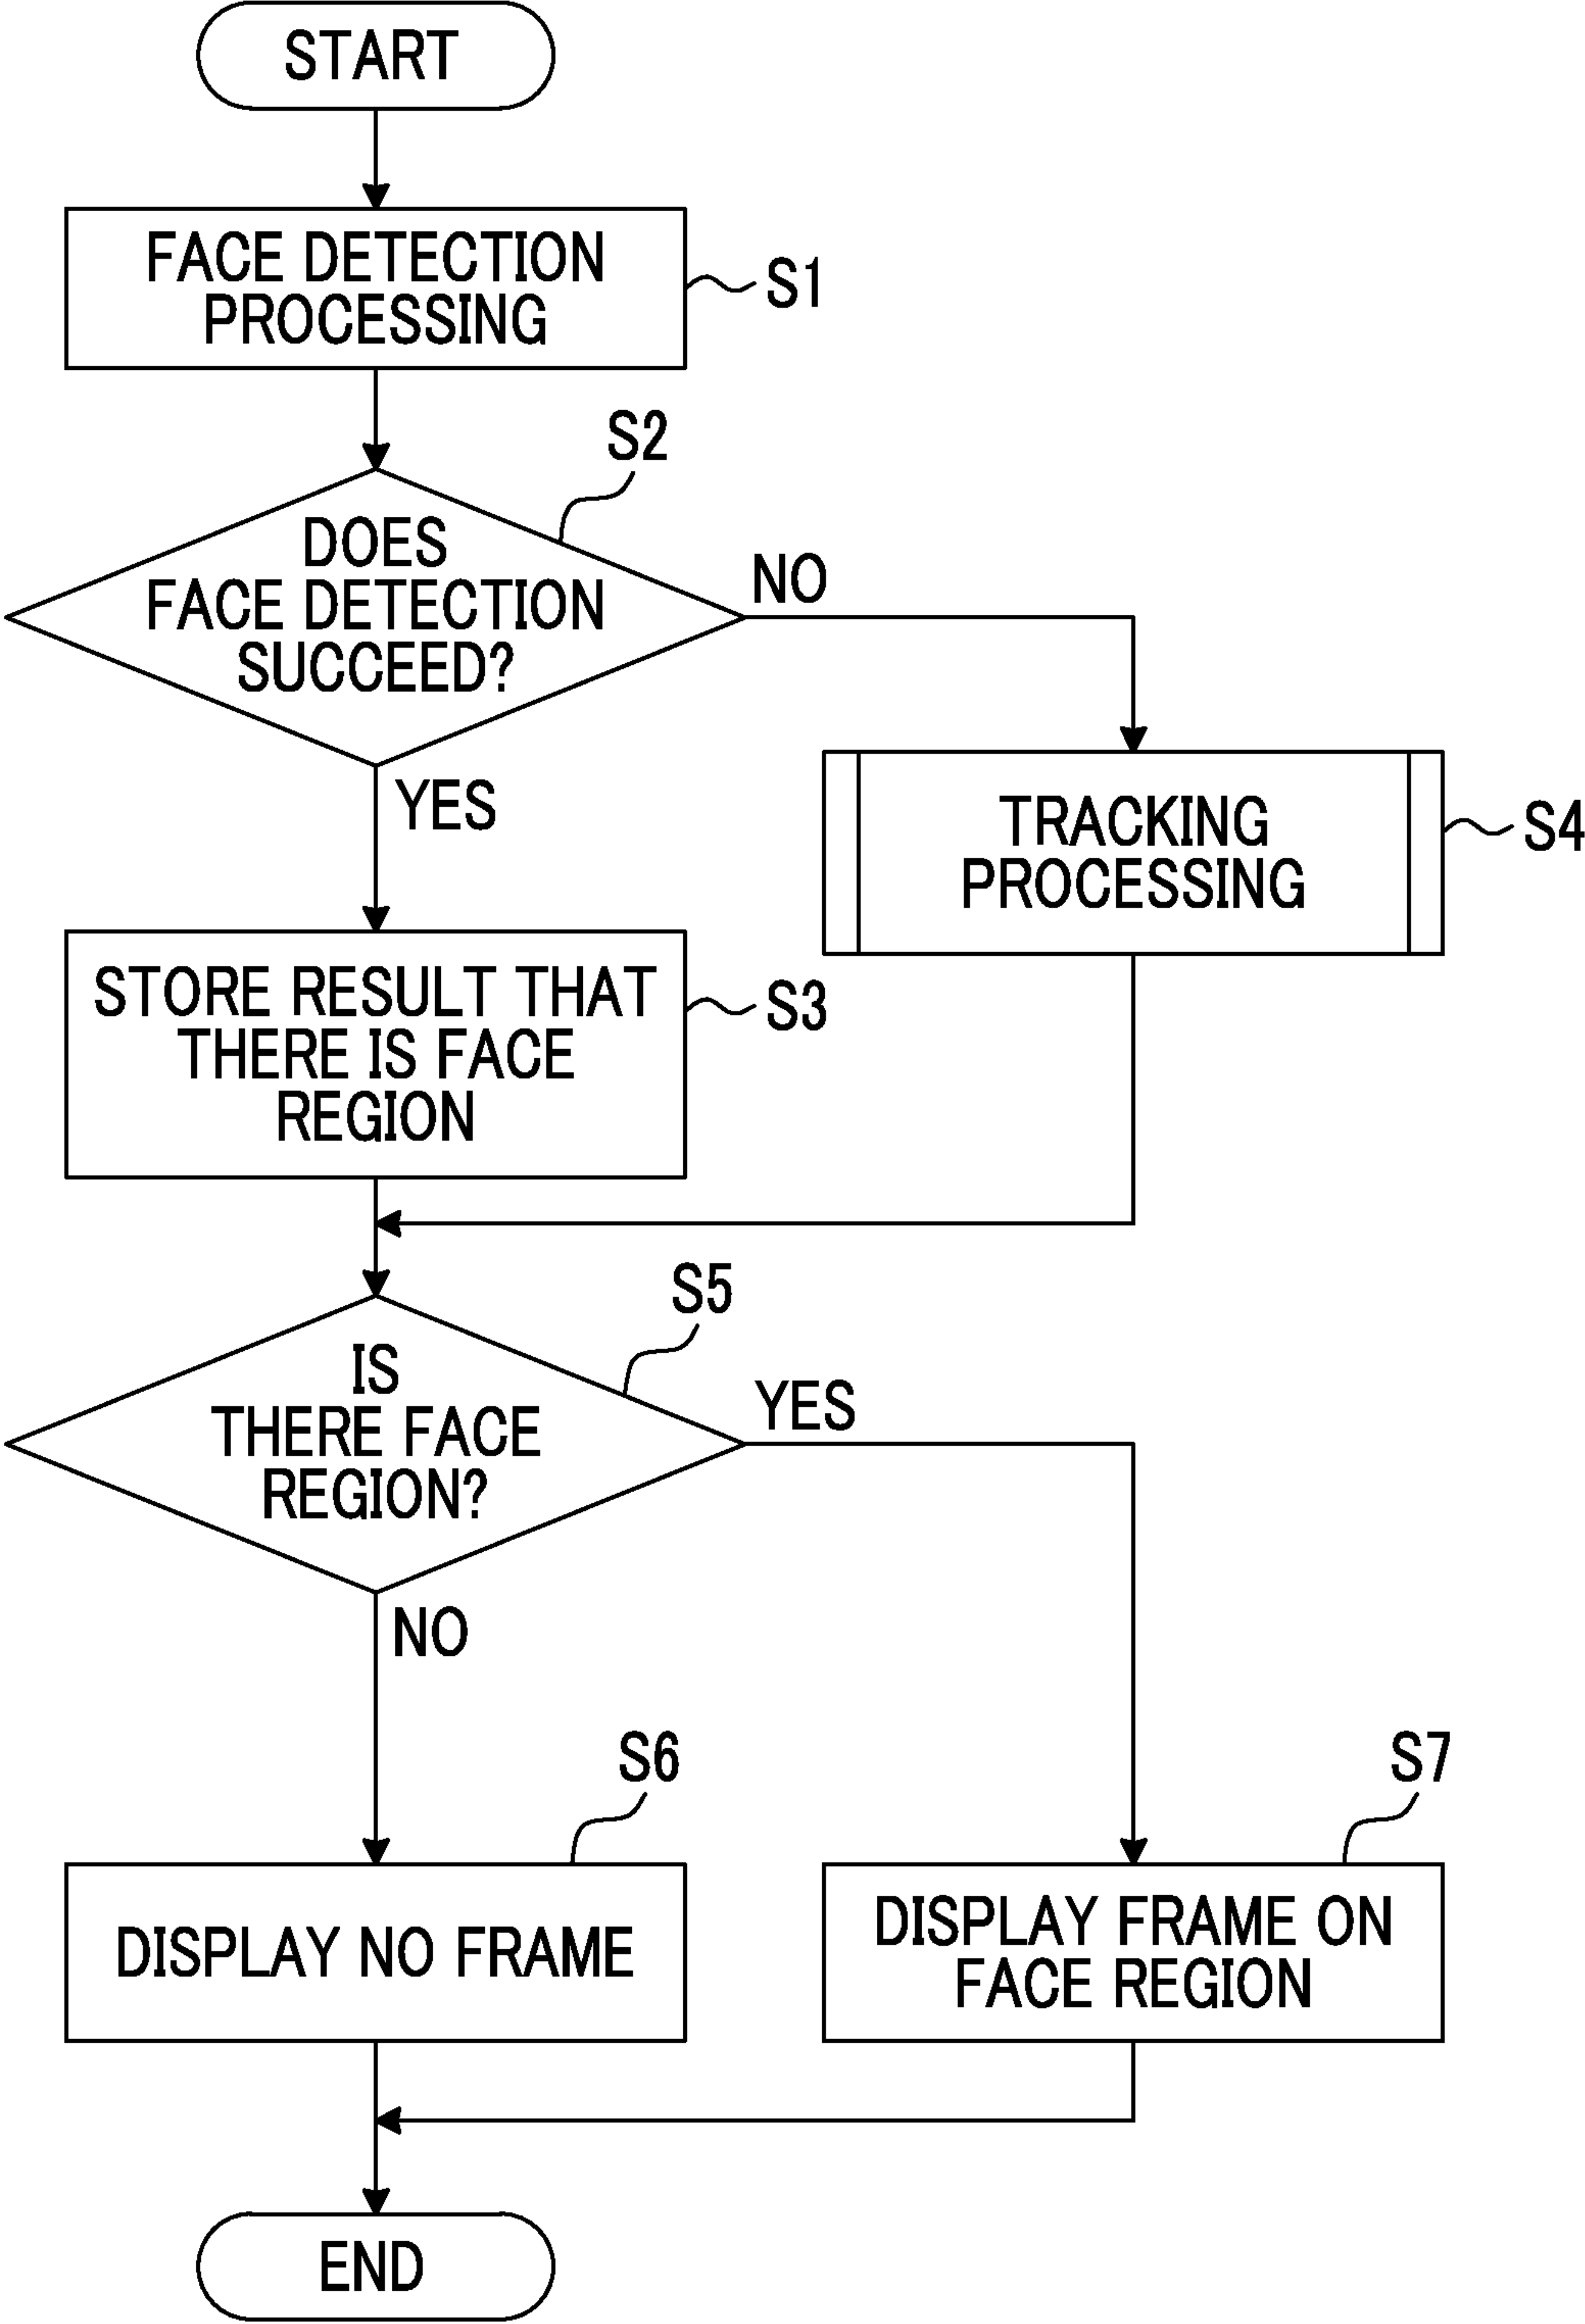 START
FACE DETECTION
PROCESSING
S1
S2
DOES
FACE DETECTION
SUCCEED?
NO
YES
TRACKING
PROCESSING
S4
STORE RESULT THAT
THERE IS FACE
REGION
S3
S5
IS
THERE FACE
REGION?
YES
NO
S6
S7
DISPLAY NO FRAME
DISPLAY FRAME ON
FACE REGION
END